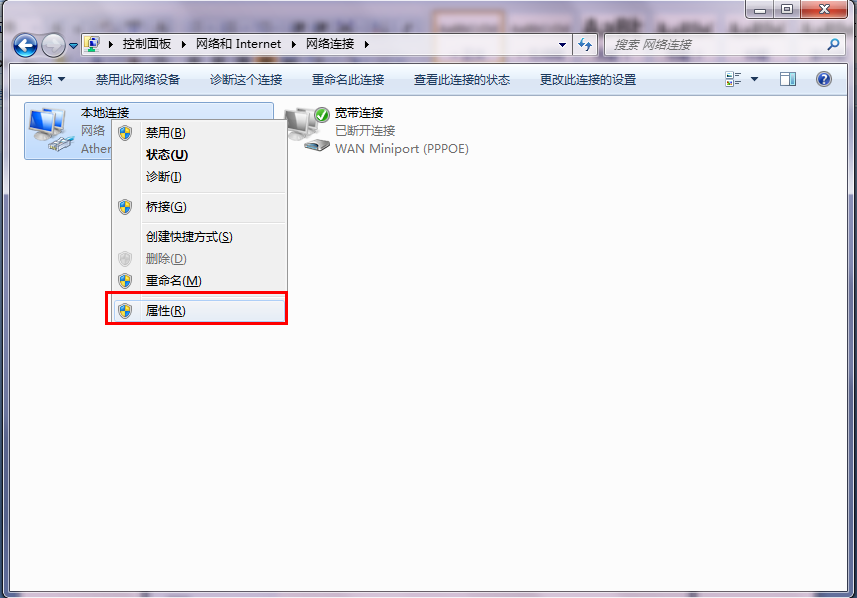 控制面板 网络和 Internet 网络连接
搜索 网络连接
组织 禁用此网络设备 诊断这个连接 重命名此连接 查看此连接的状态 更改此连接的设置
本地连接
网络
Ather
宽带连接
已断开连接
WAN Miniport (PPPOE)
禁用(B)
状态(U)
诊断(I)
桥接(G)
创建快捷方式(S)
删除(D)
重命名(M)
属性(R)